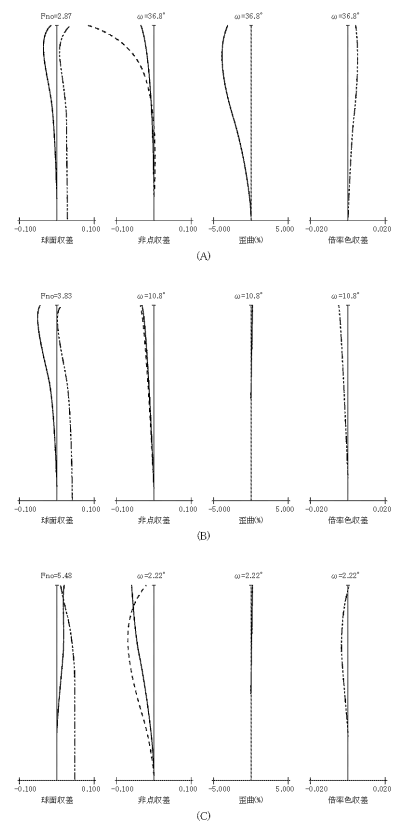 Fno=2.87 ω=36.8° ω=36.8° ω=36.8°
-0.100 0.100 -0.100 0.100 -5.000 5.000 -0.020 0.020
球面収差 非点収差 歪曲(%) 倍率色収差
(A)
Fno=3.83 ω=10.8° ω=10.8° ω=10.8°
-0.100 0.100 -0.100 0.100 -5.000 5.000 -0.020 0.020
球面収差 非点収差 歪曲(%) 倍率色収差
(B)
Fno=5.48 ω=2.22° ω=2.22° ω=2.22°
-0.100 0.100 -0.100 0.100 -5.000 5.000 -0.020 0.020
球面収差 非点収差 歪曲(%) 倍率色収差
(C)